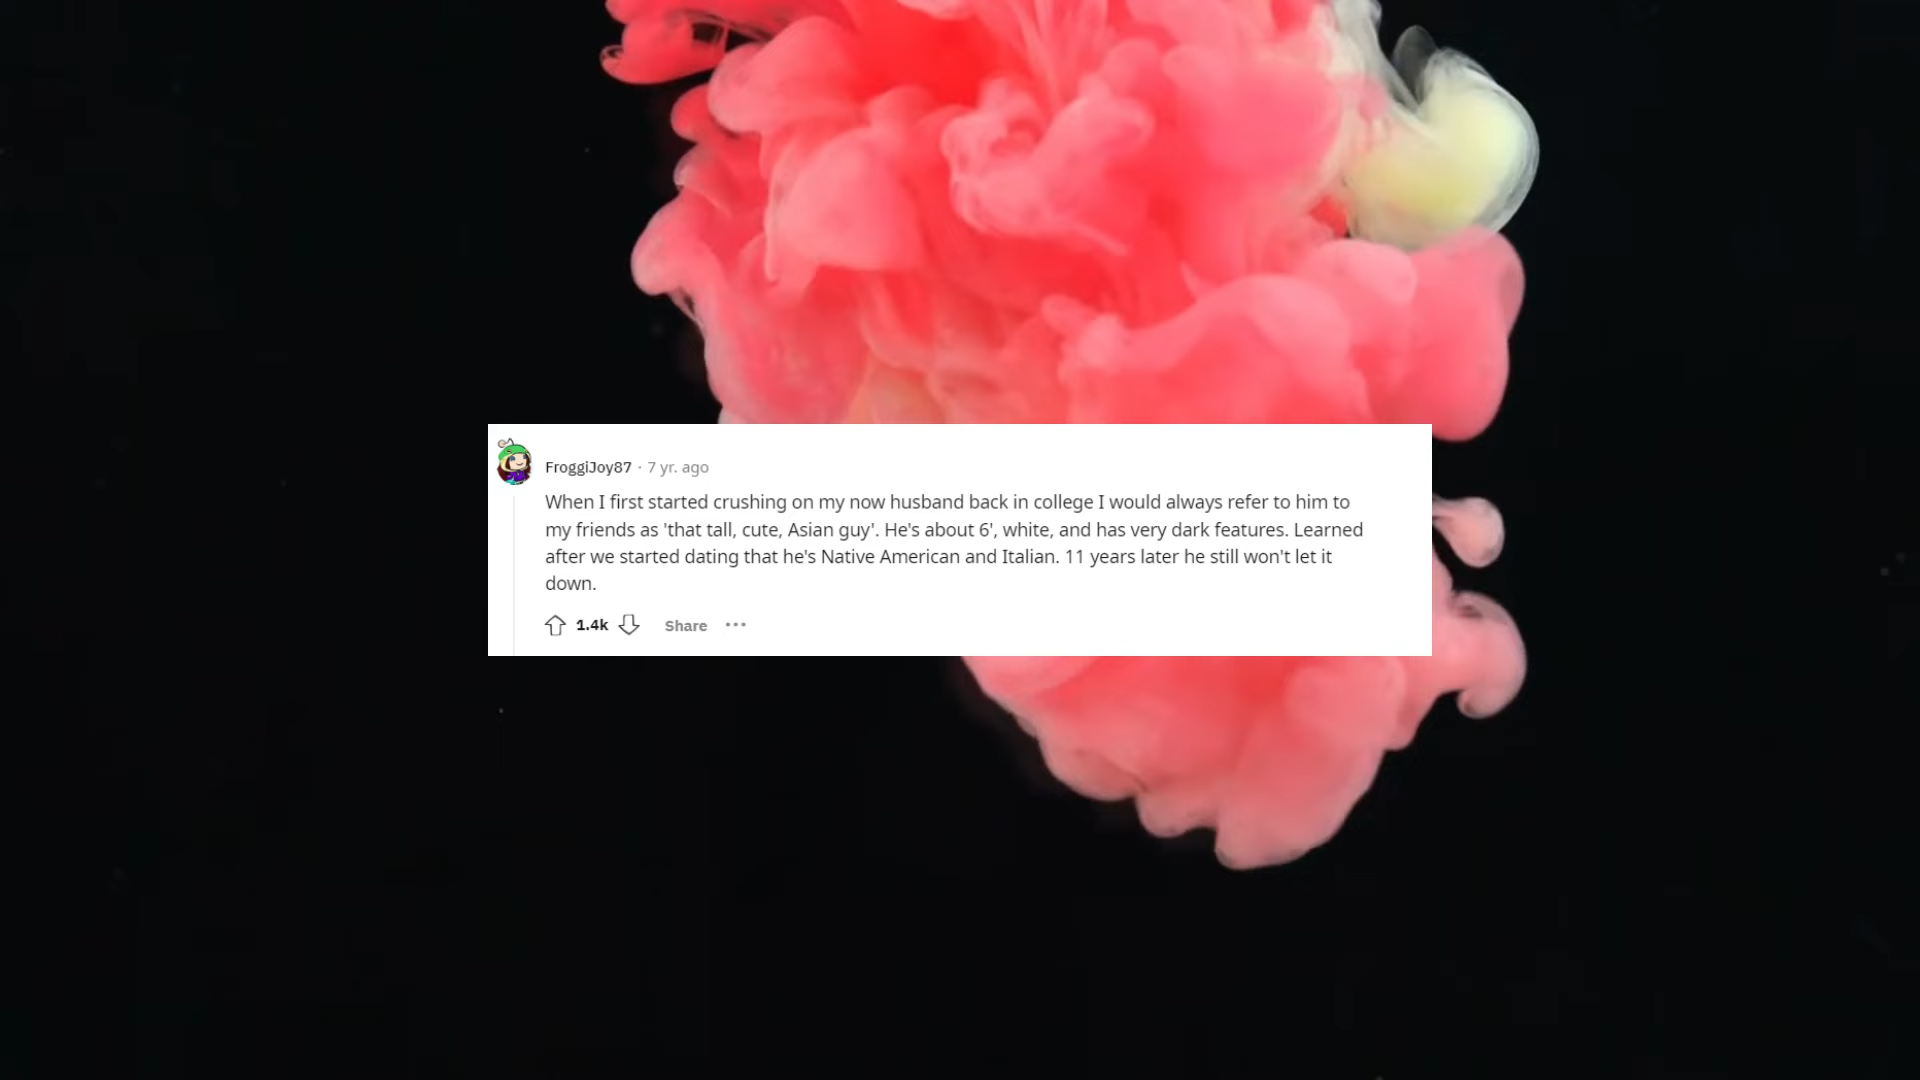 FroggiJoy87 · 7 yr. ago
When I first started crushing on my now husband back in college I would always refer to him to
my friends as 'that tall, cute, Asian guy'. He's about 6', white, and has very dark features. Learned
after we started dating that he's Native American and Italian. 11 years later he still won't let it
down.
1.4k Share ···